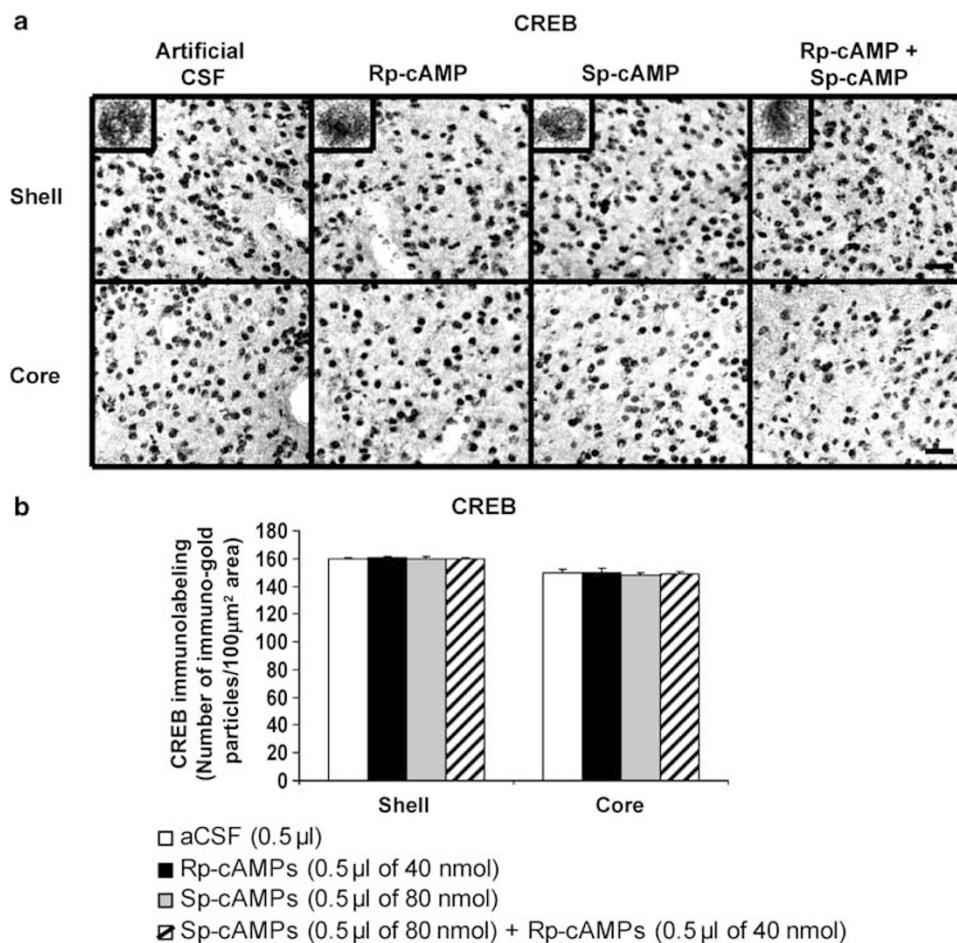 a
CREB
Artificial
CSF
Rp-cAMP
Sp-cAMP
Rp-cAMP +
Sp-cAMP
Shell
Core
b
CREB
CREB immunolabeling
(Number of immuno-gold
particles/100μm² area)
180
160
140
120
100
80
60
40
20
0
Shell
Core
aCSF (0.5 μl)
Rp-cAMPs (0.5 μl of 40 nmol)
Sp-cAMPs (0.5 μl of 80 nmol)
Sp-cAMPs (0.5 μl of 80 nmol) + Rp-cAMPs (0.5 μl of 40 nmol)